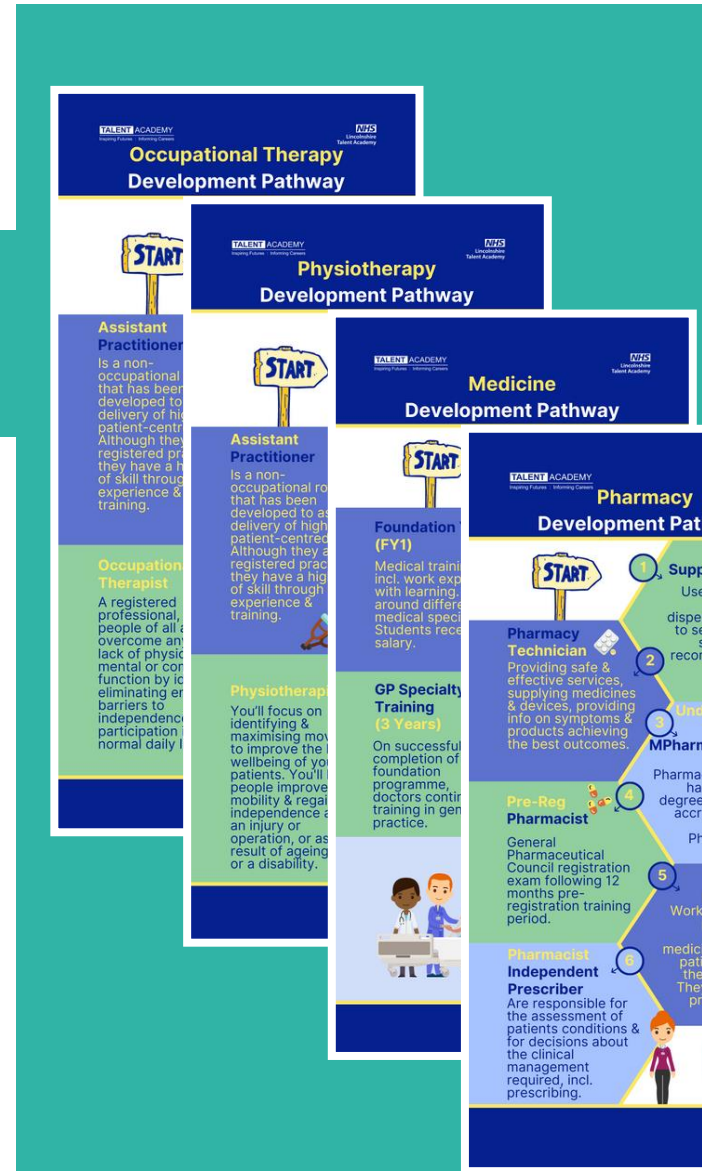 TALENT ACADEMY
Inspiring Futures | Informing Careers
NHS
Lincolnshire
Talent Academy
Occupational Therapy
Development Pathway
START
Assistant
Practitioner
Is a non-
occupational
that has been
developed to
delivery of
patient-centr
Although they
registered
they have a
of skill throug
experience &
training.
Occupation
Therapist
A registered
professional,
people of all
overcome
lack of
mental or
function by
eliminating
barriers to
independenc
participation
normal daily
TALENT ACADEMY
Inspiring Futures | Informing Careers
NHS
Lincolnshire
Talent Academy
Physiotherapy
Development Pathway
START
Assistant
Practitioner
Is a non-
occupational ro
that has been
developed to as
delivery of high
patient-centred
Although they a
registered prac
they have a hig
of skill through
experience &
training.
Physiotherapi
You'll focus on
identifying &
maximising mov
to improve the
wellbeing of you
patients. You'll
people improve
mobility & regai
independence a
an injury or
operation, or as
result of ageing
or a disability.
TALENT ACADEMY
Inspiring Futures | Informing Careers
NHS
Lincolnshire
Talent Academy
Medicine
Development Pathway
START
Foundation
(FY1)
Medical traini
incl. work exp
with learning.
around differe
medical speci
Students rece
salary.
GP Specialty
Training
(3 Years)
On successful
completion of
foundation
programme,
doctors contin
training in gen
practice.
TALENT ACADEMY
Inspiring Futures | Informing Careers
Pharmacy
Development Pat
START
Pharmacy
Technician
Providing safe &
effective services,
supplying medicines
& devices, providing
info on symptoms &
products achieving
the best outcomes.
Pre-Reg
Pharmacist
General
Pharmaceutical
Council registration
exam following 12
months pre-
registration training
period.
Pharmacist
Independent
Prescriber
Are responsible for
the assessment of
patients conditions &
for decisions about
the clinical
management
required, incl.
prescribing.
1
Supp
Use
dispe
to se
s
recor
2
3
Und
MPharm
Pharmac
ha
degree
accr
Ph
4
5
Work
medic
pati
the
They
pr
6